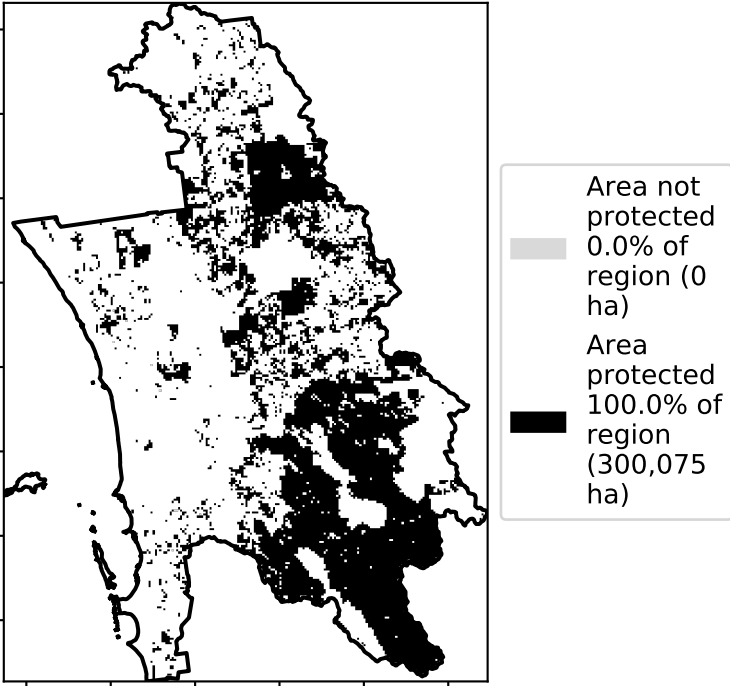 Area not
protected
0.0% of
region (0
ha)
Area
protected
100.0% of
region
(300,075
ha)